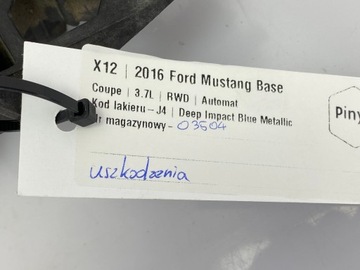 X12 | 2016 Ford Mustang Base
Coupe | 3.7L | RWD | Automat
Kod lakieru - J4 | Deep Impact Blue Metallic
r magazynowy - 03504
Piny
uszkodzenia